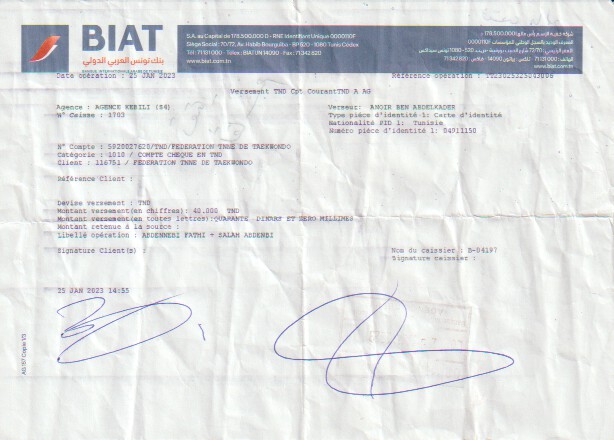 BIAT
بنك تونس العربي الدولي
S.A. au Capital de 178.500.000 D - RNE Identifiant Unique 0000110F
Siège Social : 70/72, Av. Habib Bourguiba - BP 520 - 1080 Tunis Cedex
Tél : 71 131 000 - Télex : BIAT UN 14090 - Fax : 71 342 820
www.biat.com.tn
www.biat.com.tn
Date opération : 25 JAN 2023
Référence opération :
Versement TND Cpt CourantTND A AG
Agence : AGENCE KEBILI (84)
N° Caisse : 1703
Verseur: ANOIR BEN ABDELKADER
Type pièce d'identité 1: Carte d'identité
Nationalité PID 1: Tunisie
Numéro pièce d'identité 1: 04911150
N° Compte : 5920027620/TND/FEDERATION TNNE DE TAEKWONDO
Catégorie : 1010 / COMPTE CHEQUE EN TND
Client : 116751 / FEDERATION TNNE DE TAEKWONDO
Référence Client :
Devise versement : TND
Montant versement(en chiffres): 40.000 TND
Montant versement(en toutes lettres):QUARANTE DINARS ET ZERO MILLIMES
Montant retenue à la source :
Libellé opération : ABDENNEBI FATHI + SALAH ABDENBI
Signature Client(s) :
Nom du caissier : B-04197
Signature caissier :
25 JAN 2023 14:55